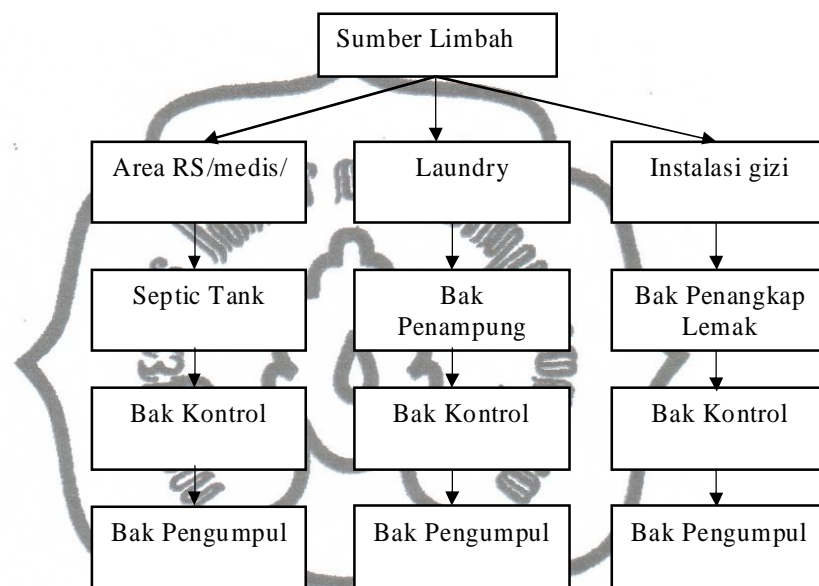 Sumber Limbah
Area RS/medis/
Laundry
Instalasi gizi
Septic Tank
Bak
Penampung
Bak Penangkap
Lemak
Bak Kontrol
Bak Kontrol
Bak Kontrol
Bak Pengumpul
Bak Pengumpul
Bak Pengumpul